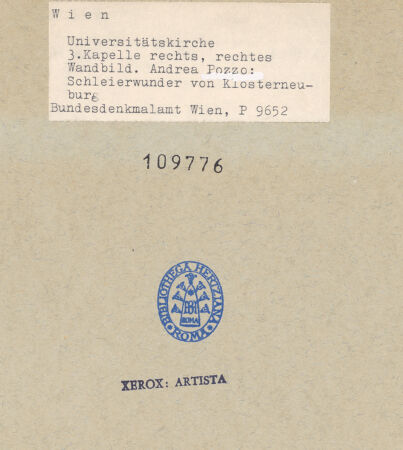 W i e n
Universitätskirche
3.Kapelle rechts, rechtes
Wandbild. Andrea Pozzo:
Schleierwunder von Klosterneu-
burg
Bundesdenkmalamt Wien, P 9652
109776
BIBLIOTHECA HERTZIANA
ROMA
ROMA
XEROX: ARTISTA